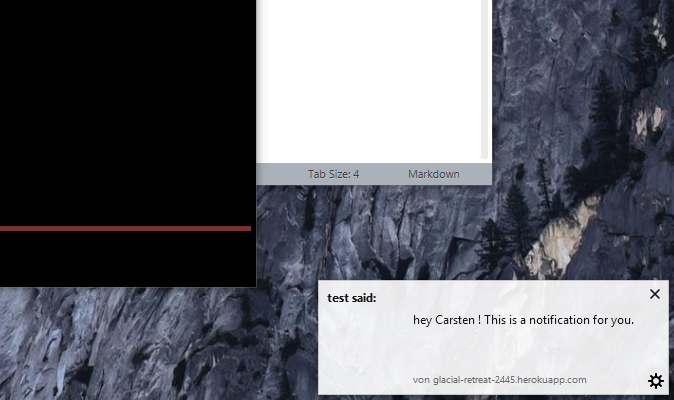 Tab Size: 4 Markdown
test said:
hey Carsten ! This is a notification for you.
von glacial-retreat-2445.herokuapp.com